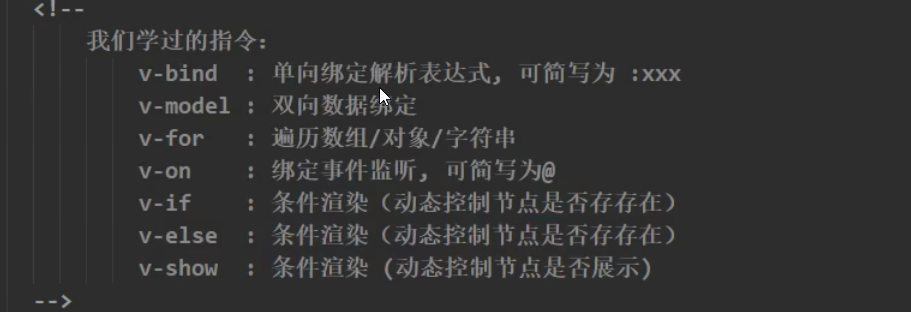 <!--
我们学过的指令:
v-bind : 单向绑定解析表达式, 可简写为 :xxx
v-model : 双向数据绑定
v-for : 遍历数组/对象/字符串
v-on : 绑定事件监听, 可简写为@
v-if : 条件渲染（动态控制节点是否存存在）
v-else : 条件渲染（动态控制节点是否存存在）
v-show : 条件渲染 (动态控制节点是否展示)
-->